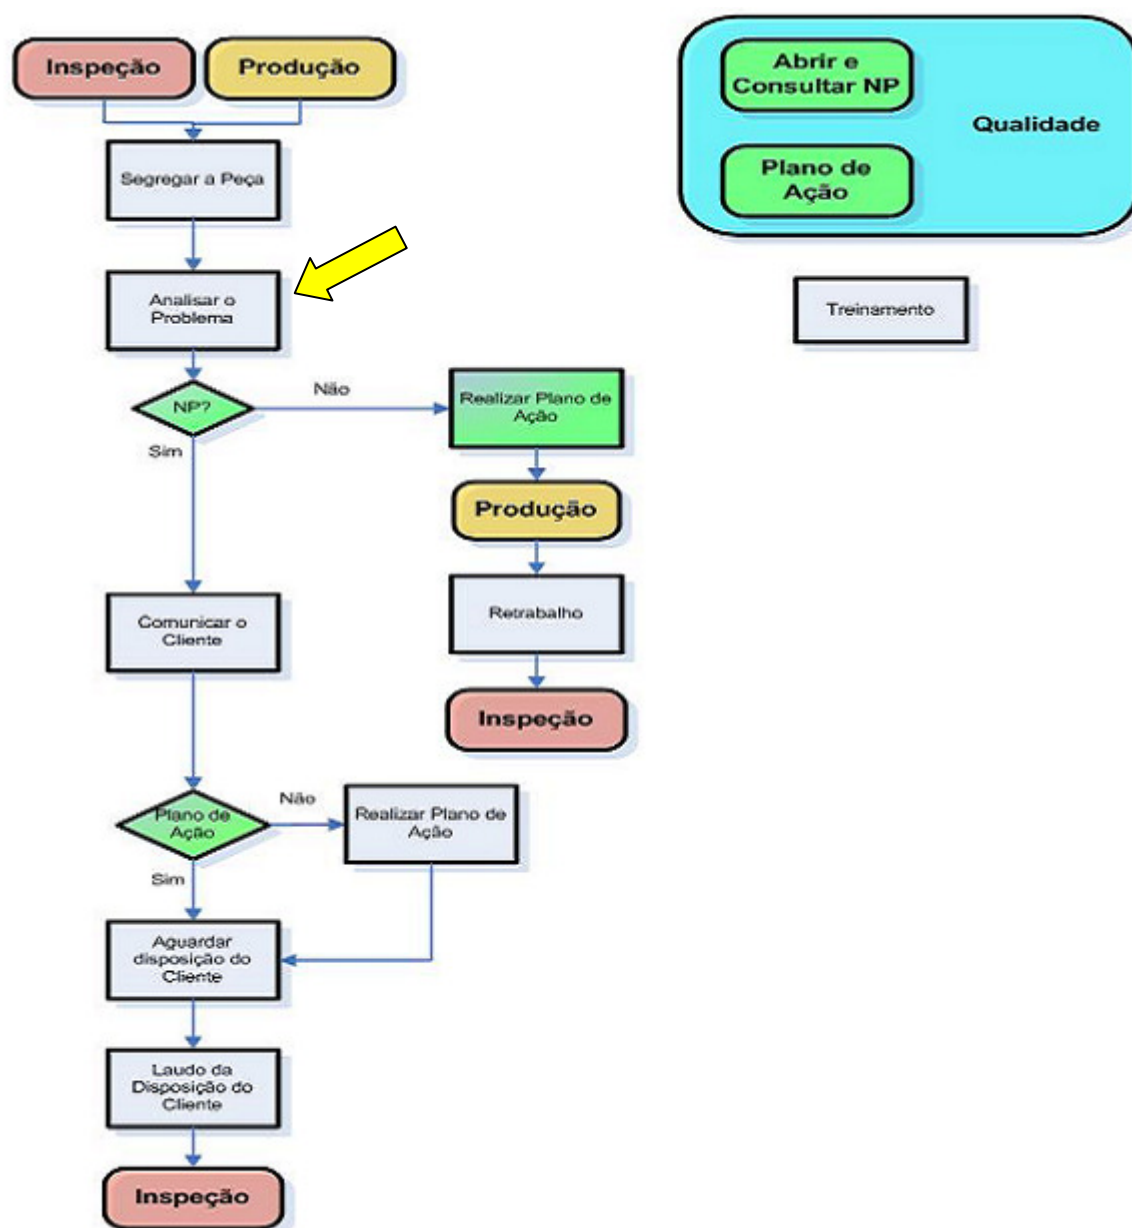 Inspeção
Produção
Segregar a Peça
Analisar o
Problema
NP?
Não
Sim
Realizar Plano de
Ação
Produção
Retrabalho
Inspeção
Comunicar o
Cliente
Plano de
Ação
Não
Sim
Realizar Plano de
Ação
Aguardar
disposição do
Cliente
Laudo da
Disposição do
Cliente
Inspeção
Abrir e
Consultar NP
Qualidade
Plano de
Ação
Treinamento